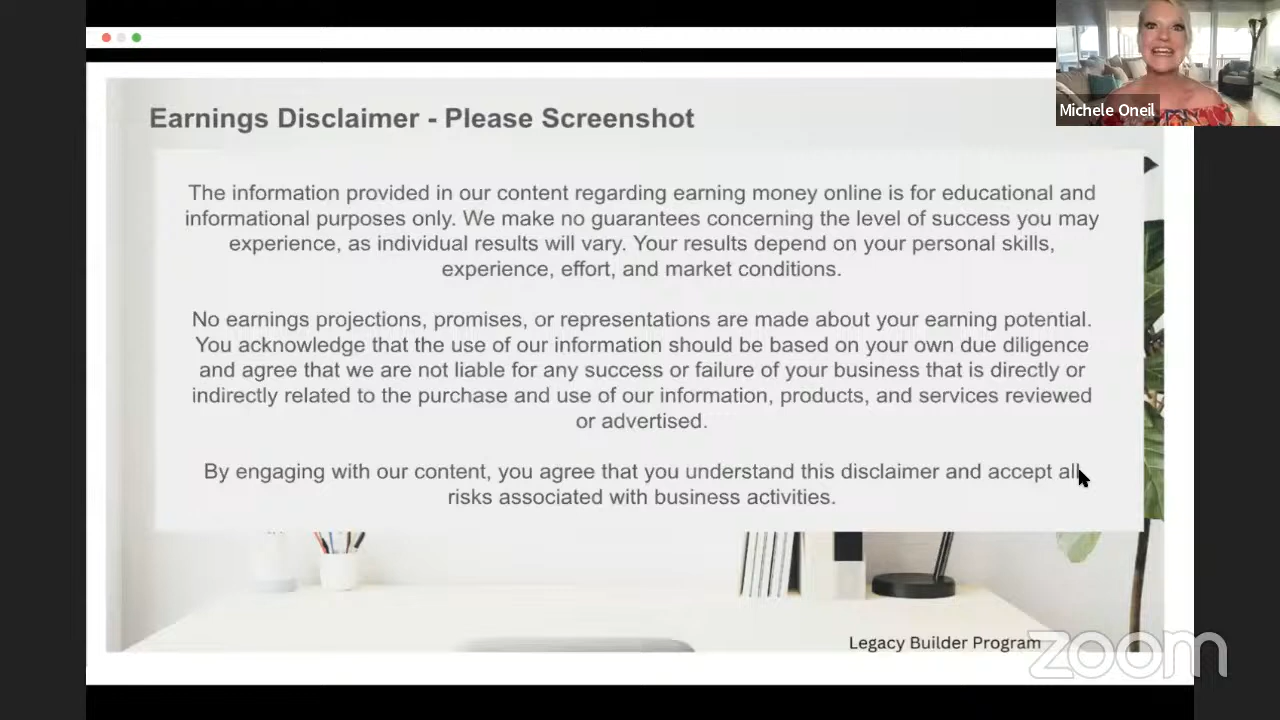 Michele Oneil
Earnings Disclaimer - Please Screenshot
The information provided in our content regarding earning money online is for educational and
informational purposes only. We make no guarantees concerning the level of success you may
experience, as individual results will vary. Your results depend on your personal skills,
experience, effort, and market conditions.
No earnings projections, promises, or representations are made about your earning potential.
You acknowledge that the use of our information should be based on your own due diligence
and agree that we are not liable for any success or failure of your business that is directly or
indirectly related to the purchase and use of our information, products, and services reviewed
or advertised.
By engaging with our content, you agree that you understand this disclaimer and accept all
risks associated with business activities.
Legacy Builder Program
zoom